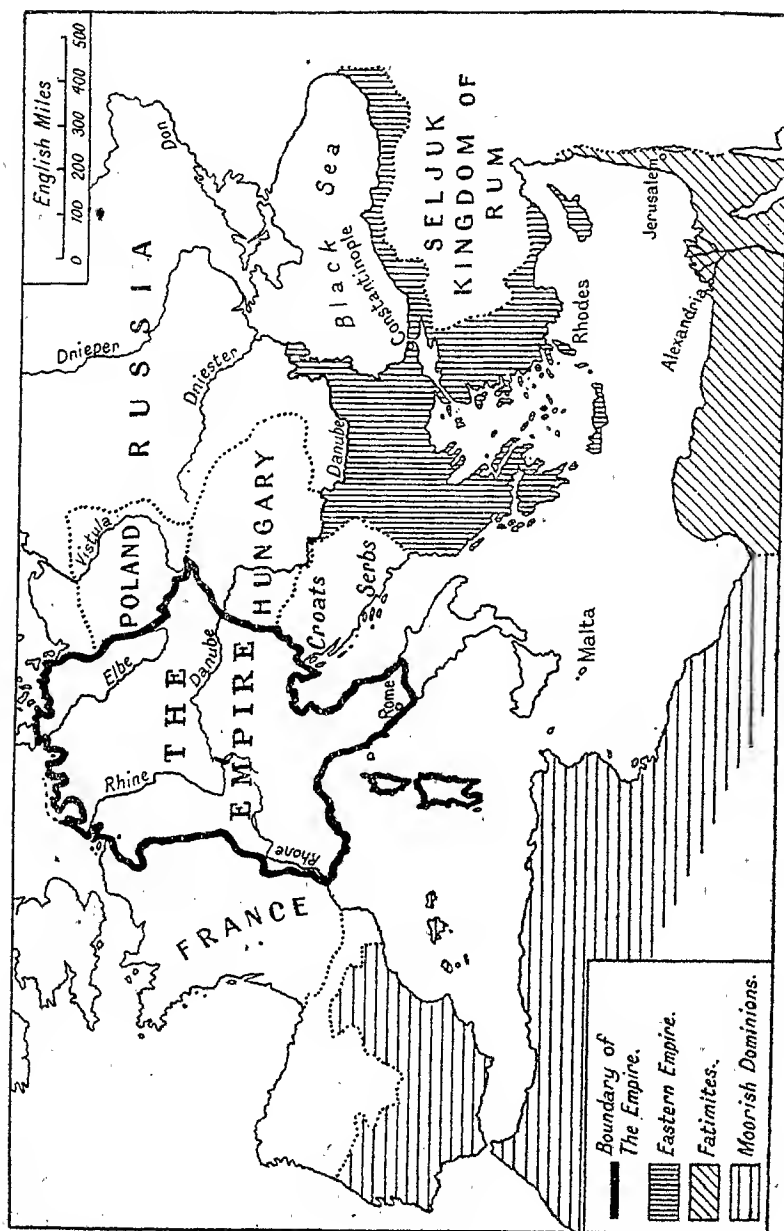 English Miles
0 100 200 300 400 500
RUSSIA
Dnieper
Don
Dniester
Vistula
POLAND
HUNGARY
Danube
Black Sea
Constantinople
SELJUK
KINGDOM OF
RUM
Elbe
Rhine
Danube
THE
EMPIRE
Croats
Serbs
FRANCE
Rhone
Rome
Malta
Rhodes
Jerusalem
Alexandria
Boundary of
The Empire.
Eastern Empire.
Fatimites.
Moorish Dominions.